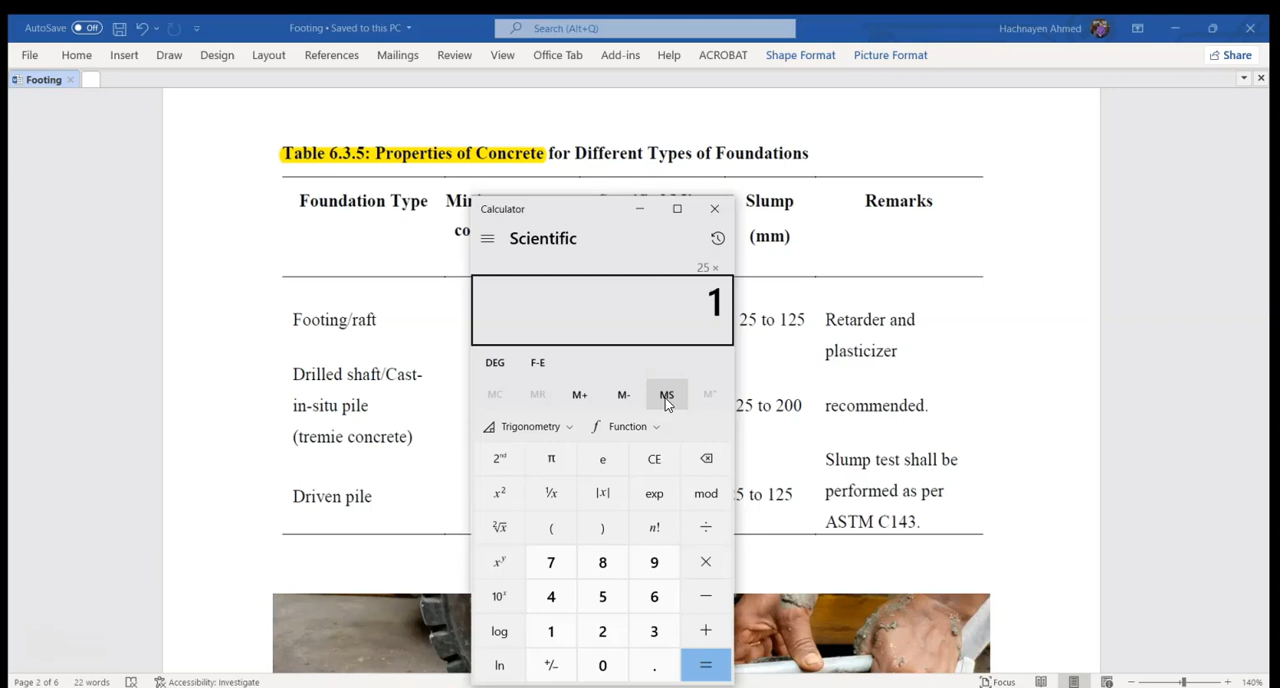 AutoSave Off Footing • Saved to this PC Search (Alt+Q) Hachnayen Ahmed
File Home Insert Draw Design Layout References Mailings Review View Office Tab Add-ins Help ACROBAT Shape Format Picture Format Share
Footing
Table 6.3.5: Properties of Concrete for Different Types of Foundations
Foundation Type
Slump
(mm)
Remarks
Footing/raft
25 to 125
Retarder and
plasticizer
Drilled shaft/Cast-
in-situ pile
(tremie concrete)
25 to 200
recommended.
Driven pile
5 to 125
Slump test shall be
performed as per
ASTM C143.
Calculator
Scientific
25 ×
1
DEG F-E
MC MR M+ M- MS M˅
Trigonometry Function
2ⁿᵈ π e CE
x² ⅟x |x| exp mod
²√x ( ) n! ÷
xʸ 7 8 9 ×
10ˣ 4 5 6 −
log 1 2 3 +
ln +/− 0 . =
Page 2 of 6 22 words Accessibility: Investigate Focus 140%